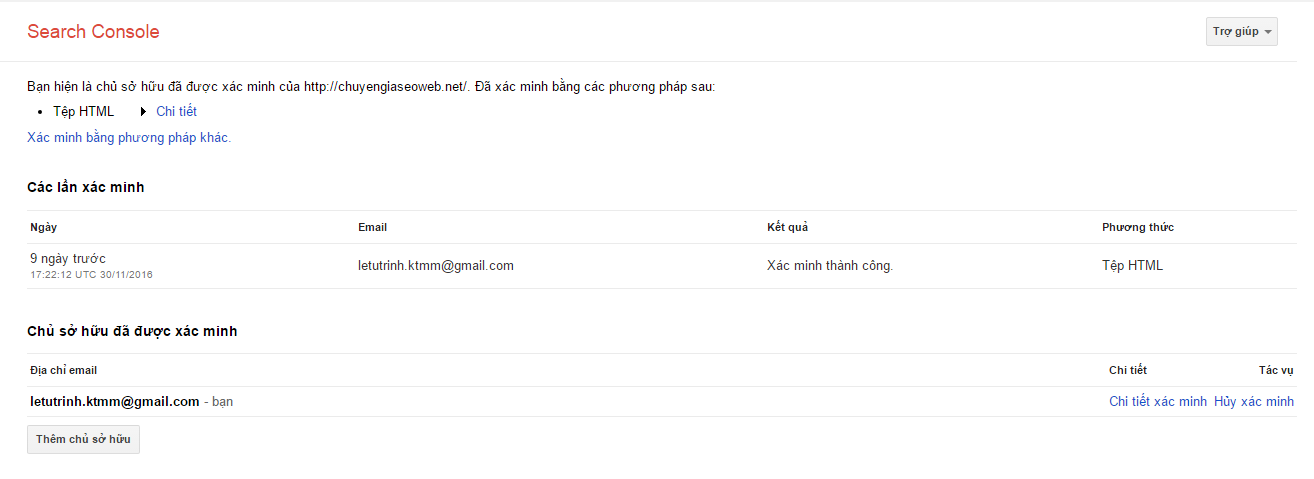 Search Console
Trợ giúp
Bạn hiện là chủ sở hữu đã được xác minh của http://chuyengiaseoweb.net/. Đã xác minh bằng các phương pháp sau:
• Tệp HTML Chi tiết
Xác minh bằng phương pháp khác.
Các lần xác minh
Ngày Email Kết quả Phương thức
9 ngày trước
17:22:12 UTC 30/11/2016
letutrinh.ktmm@gmail.com Xác minh thành công. Tệp HTML
Chủ sở hữu đã được xác minh
Địa chỉ email Chi tiết Tác vụ
letutrinh.ktmm@gmail.com - bạn Chi tiết xác minh Hủy xác minh
Thêm chủ sở hữu